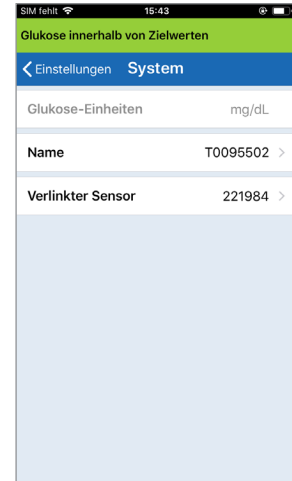 SIM fehlt 15:43
Glukose innerhalb von Zielwerten
Einstellungen System
Glukose-Einheiten mg/dL
Name T0095502
Verlinkter Sensor 221984